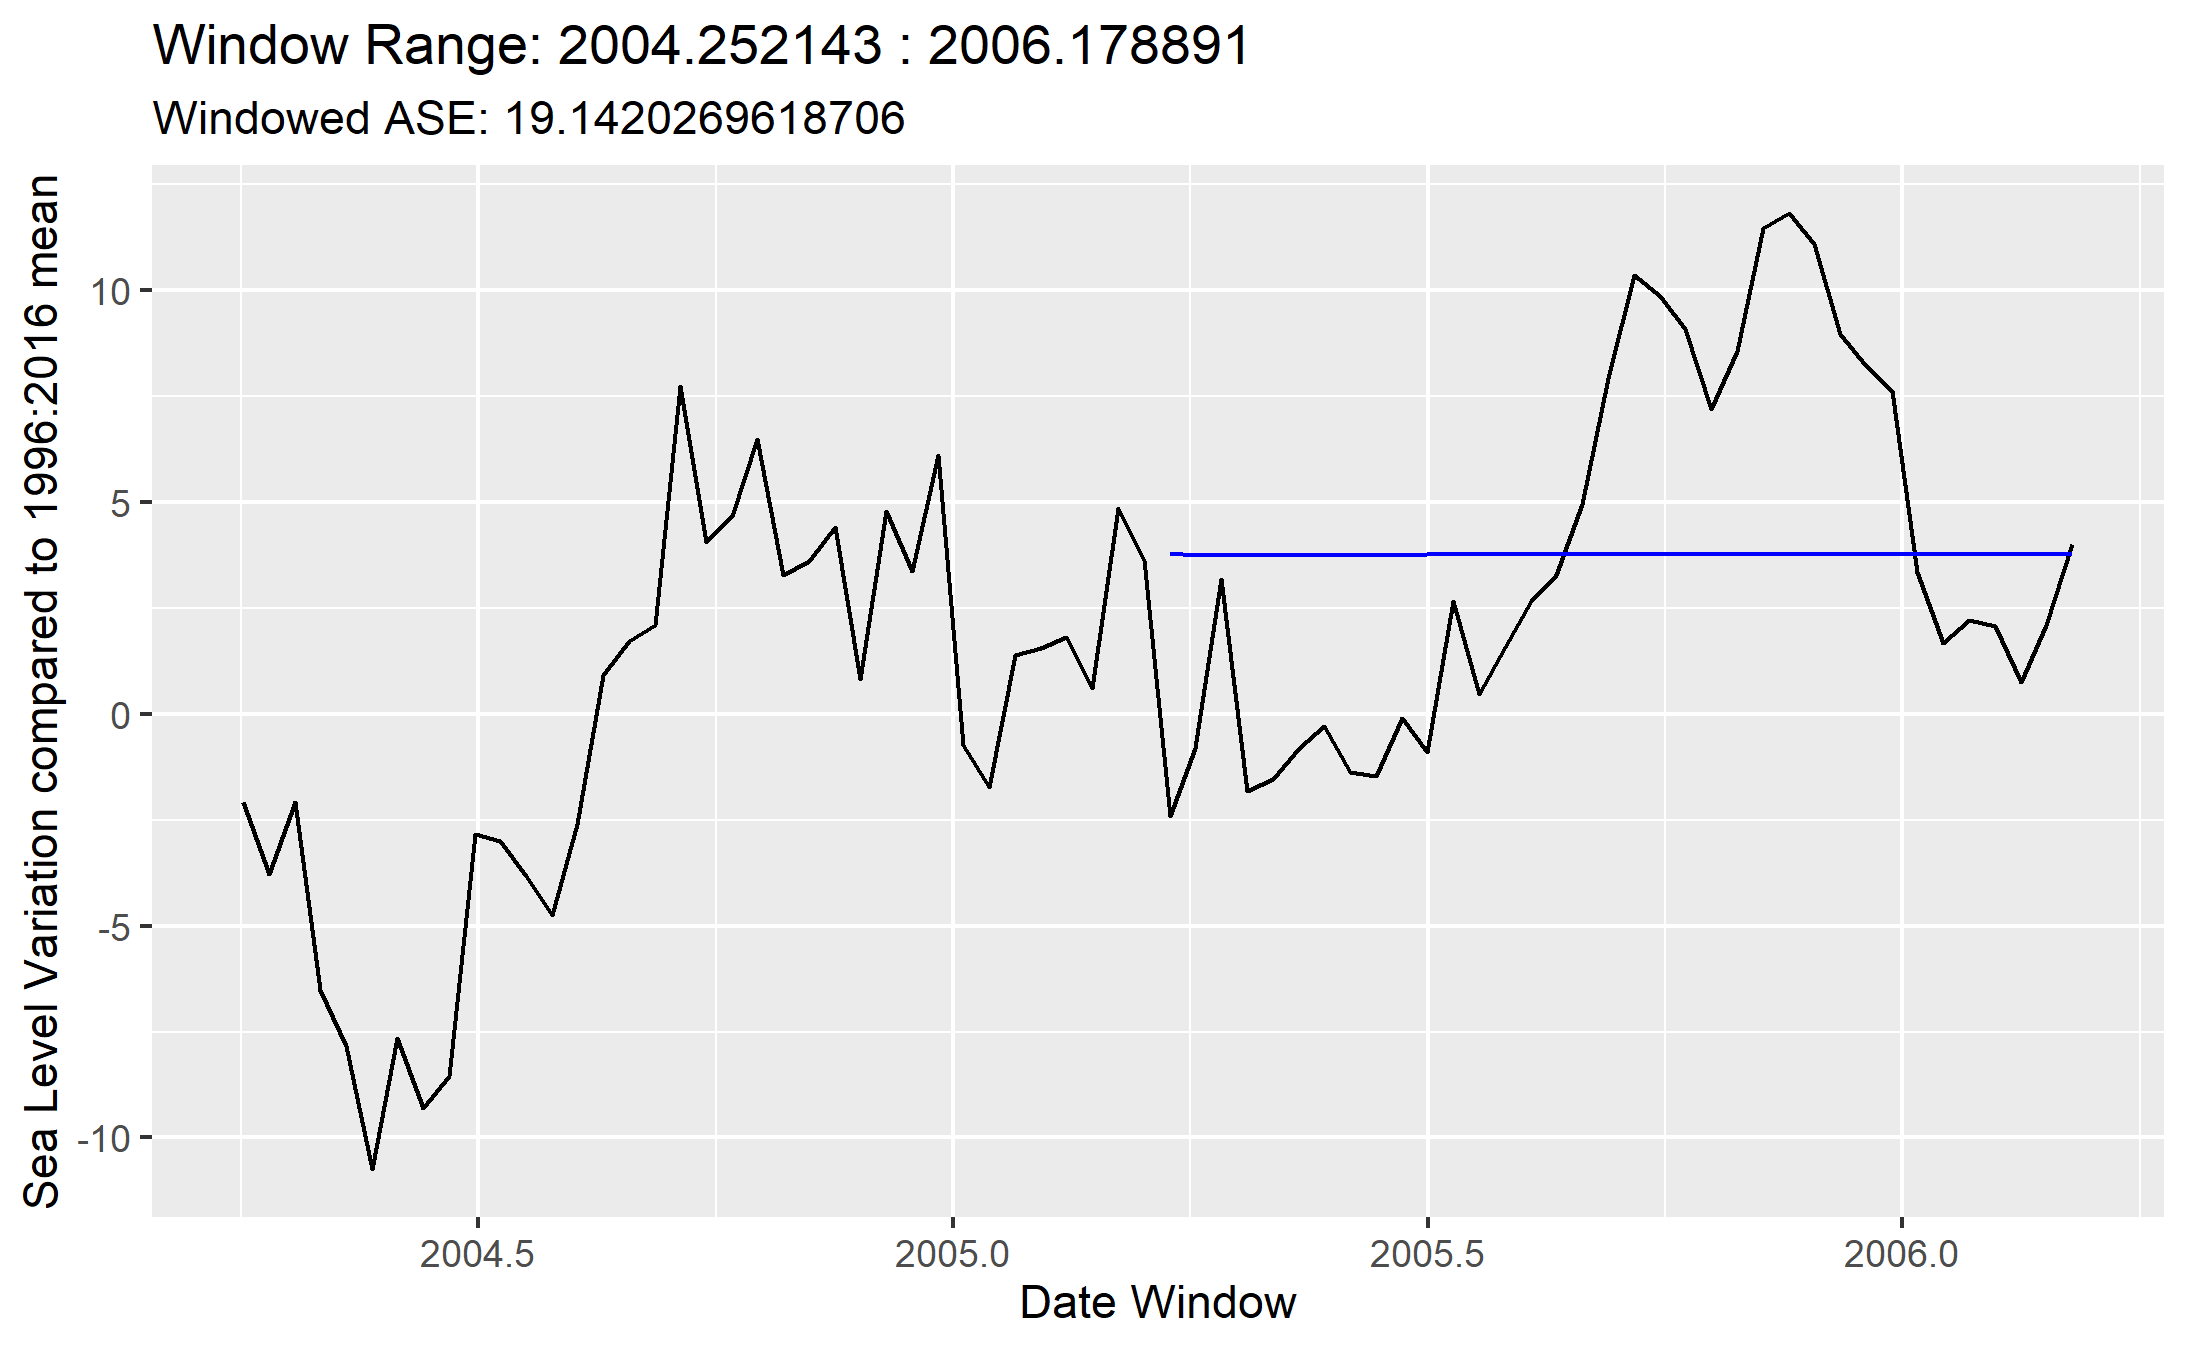 Window Range: 2004.252143 : 2006.178891
Windowed ASE: 19.1420269618706
Sea Level Variation compared to 1996:2016 mean
10
5
0
-5
-10
2004.5
2005.0
2005.5
2006.0
Date Window